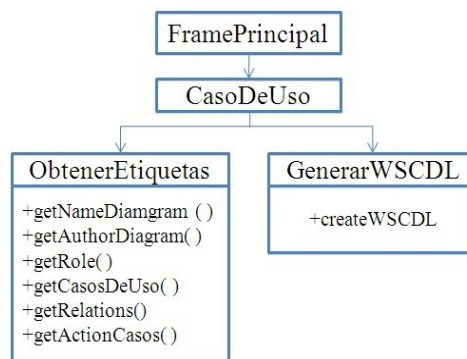 FramePrincipal
CasoDeUso
ObtenerEtiquetas
+getNameDiamgram ( )
+getAuthorDiagram( )
+getRole( )
+getCasosDeUso( )
+getRelations()
+getActionCasos( )
GenerarWSCDL
+createWSCDL